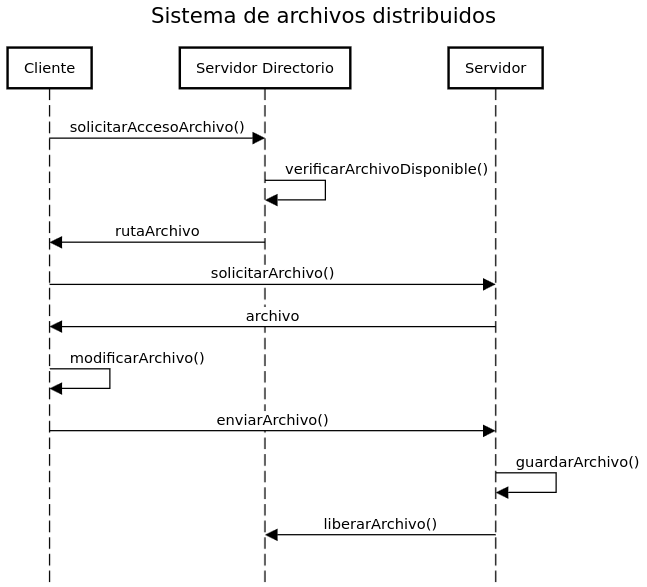 Sistema de archivos distribuidos
Cliente
Servidor Directorio
Servidor
solicitarAccesoArchivo()
verificarArchivoDisponible()
rutaArchivo
solicitarArchivo()
archivo
modificarArchivo()
enviarArchivo()
guardarArchivo()
liberarArchivo()